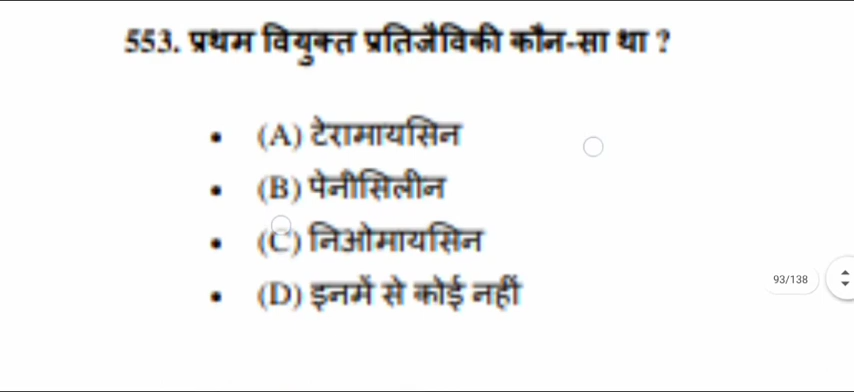 553. प्रथम वियुक्त प्रतिजैविकी कौन-सा था ?
• (A) टेरामायसिन
• (B) पेनीसिलीन
• (C) निओमायसिन
• (D) इनमें से कोई नहीं
93/138